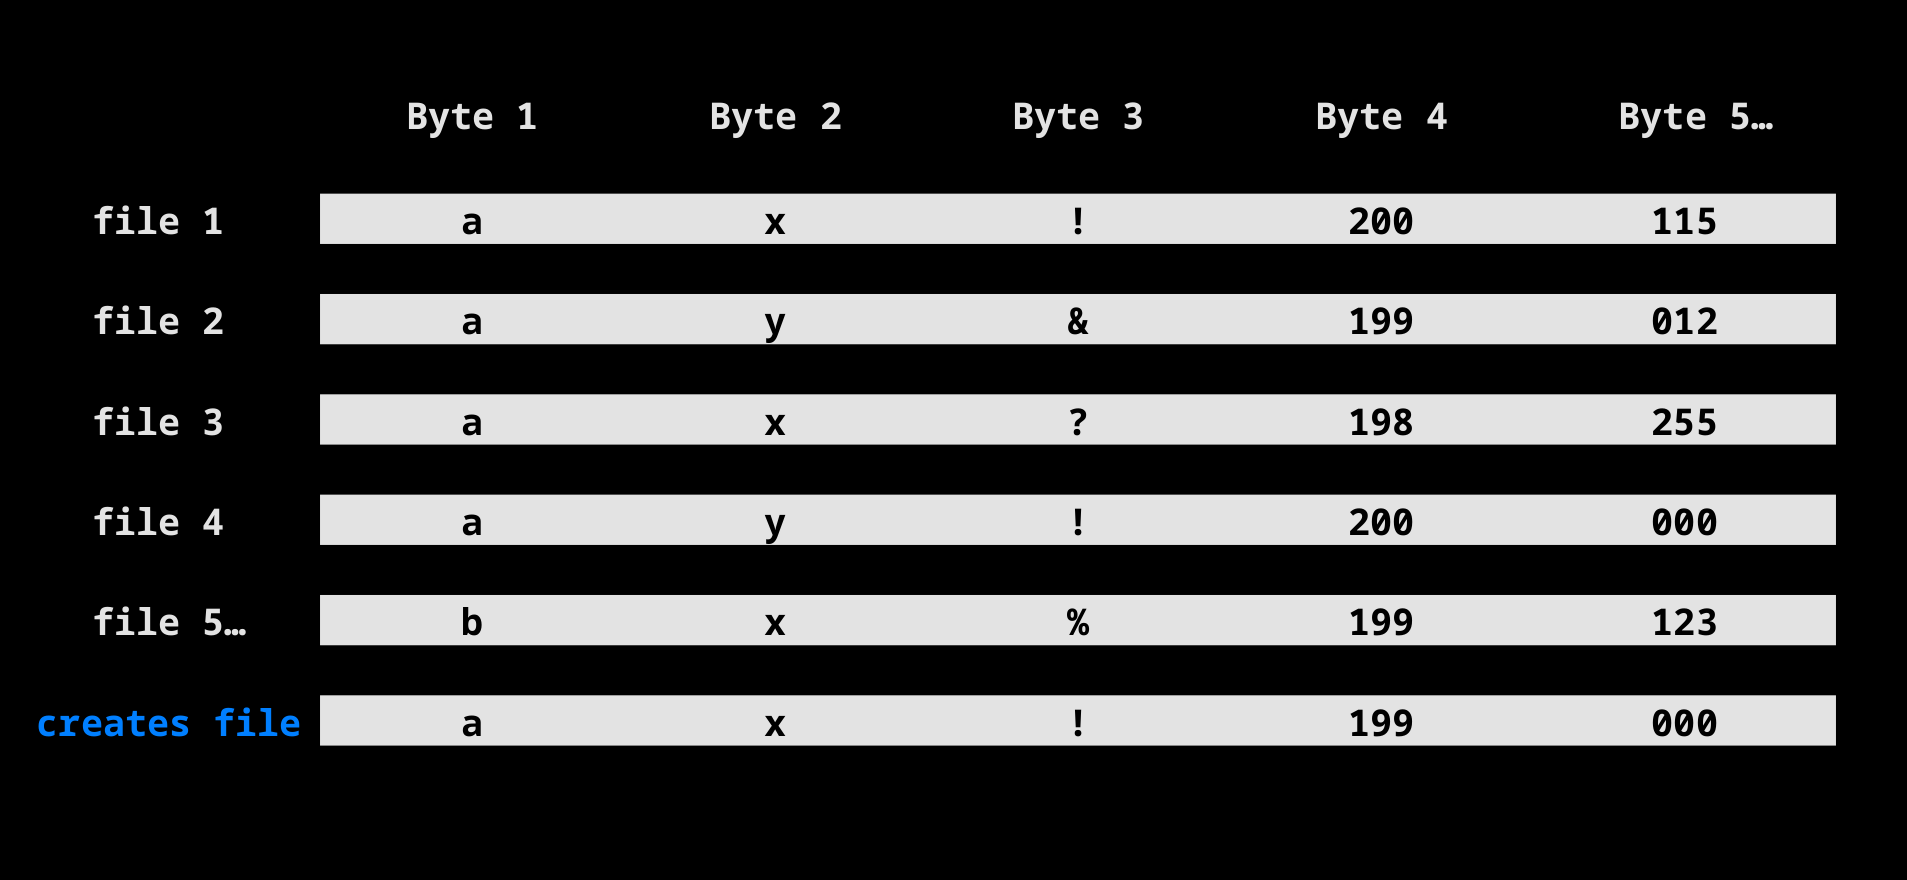 Byte 1 Byte 2 Byte 3 Byte 4 Byte 5…
file 1 a x ! 200 115
file 2 a y & 199 012
file 3 a x ? 198 255
file 4 a y ! 200 000
file 5… b x % 199 123
creates file a x ! 199 000